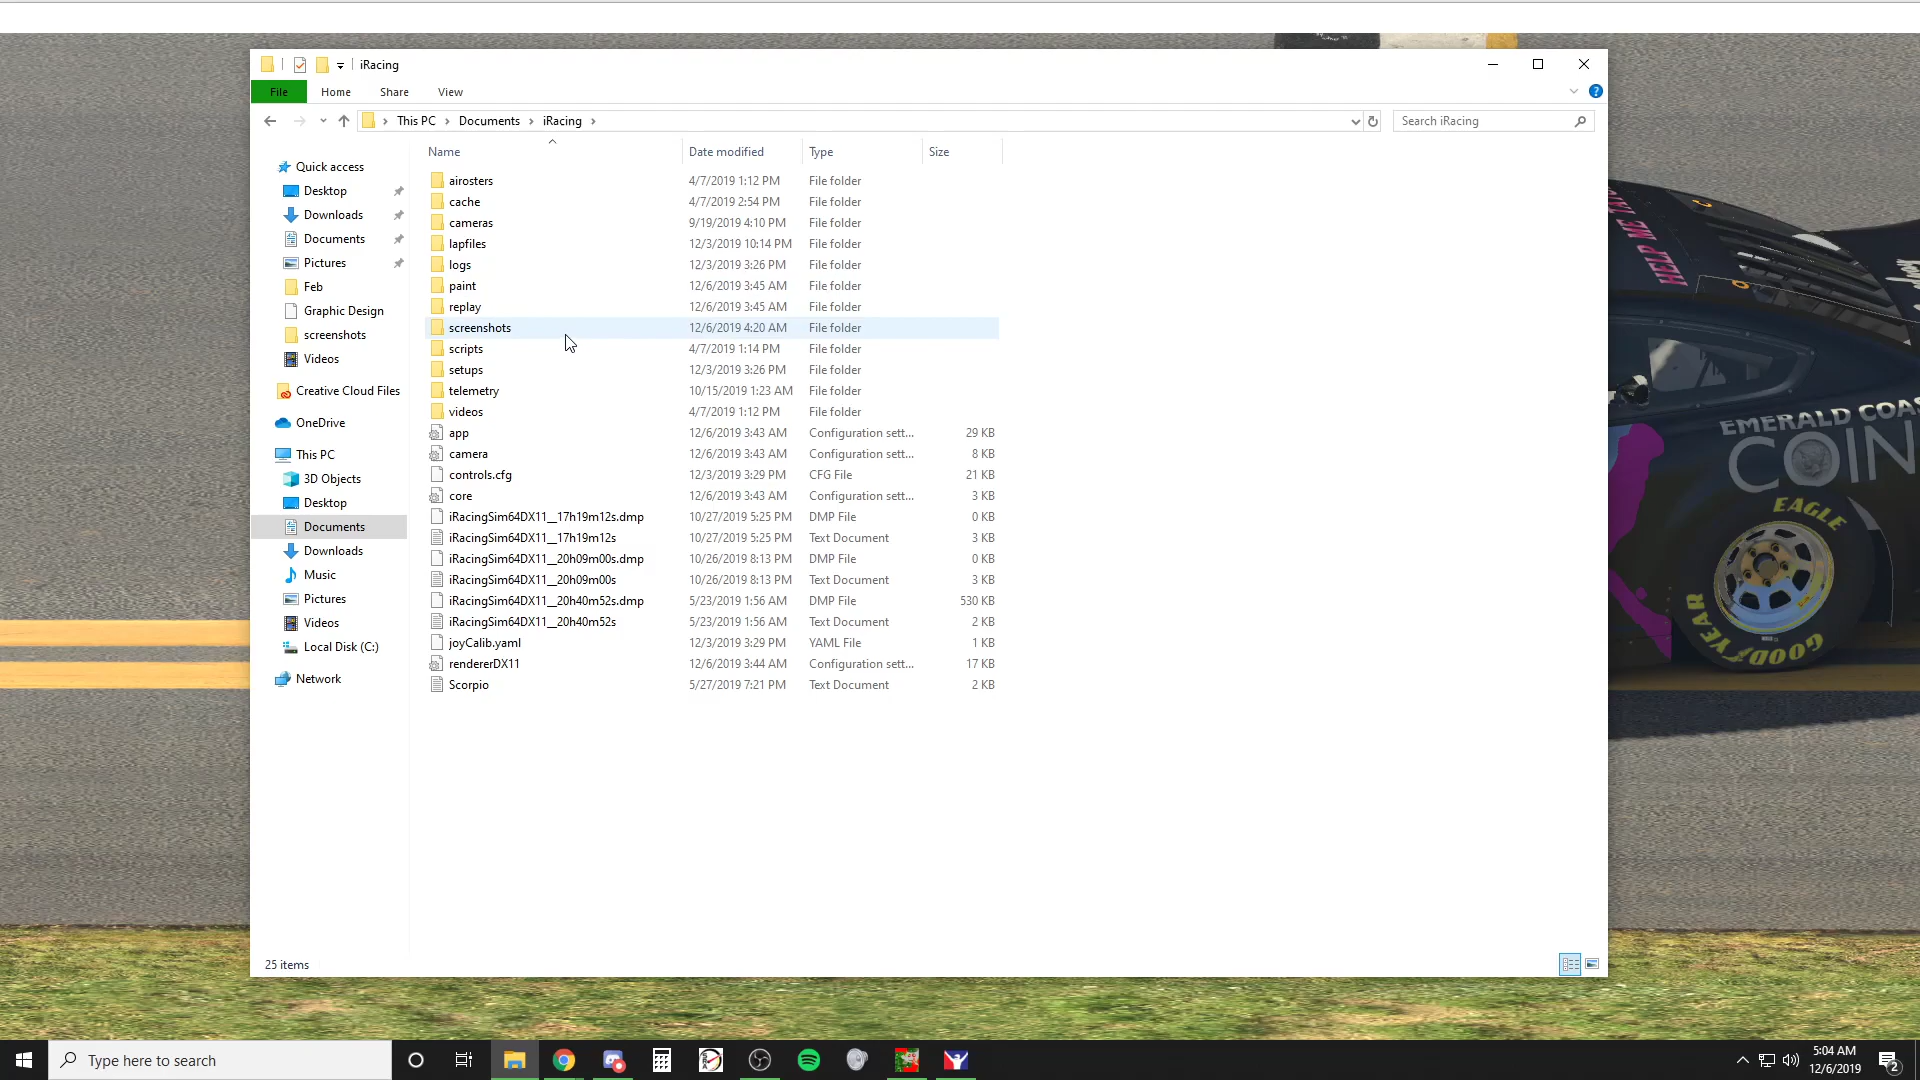 iRacing
File Home Share View
This PC Documents iRacing
Search iRacing
Name Date modified Type Size
Quick access
Desktop
Downloads
Documents
Pictures
Feb
Graphic Design
screenshots
Videos
Creative Cloud Files
OneDrive
This PC
3D Objects
Desktop
Documents
Downloads
Music
Pictures
Videos
Local Disk (C:)
Network
airosters 4/7/2019 1:12 PM File folder
cache 4/7/2019 2:54 PM File folder
cameras 9/19/2019 4:10 PM File folder
lapfiles 12/3/2019 10:14 PM File folder
logs 12/3/2019 3:26 PM File folder
paint 12/6/2019 3:45 AM File folder
replay 12/6/2019 3:45 AM File folder
screenshots 12/6/2019 4:20 AM File folder
scripts 4/7/2019 1:14 PM File folder
setups 12/3/2019 3:26 PM File folder
telemetry 10/15/2019 1:23 AM File folder
videos 4/7/2019 1:12 PM File folder
app 12/6/2019 3:43 AM Configuration sett... 29 KB
camera 12/6/2019 3:43 AM Configuration sett... 8 KB
controls.cfg 12/3/2019 3:29 PM CFG File 21 KB
core 12/6/2019 3:43 AM Configuration sett... 3 KB
iRacingSim64DX11__17h19m12s.dmp 10/27/2019 5:25 PM DMP File 0 KB
iRacingSim64DX11__17h19m12s 10/27/2019 5:25 PM Text Document 3 KB
iRacingSim64DX11__20h09m00s.dmp 10/26/2019 8:13 PM DMP File 0 KB
iRacingSim64DX11__20h09m00s 10/26/2019 8:13 PM Text Document 3 KB
iRacingSim64DX11__20h40m52s.dmp 5/23/2019 1:56 AM DMP File 530 KB
iRacingSim64DX11__20h40m52s 5/23/2019 1:56 AM Text Document 2 KB
joyCalib.yaml 12/3/2019 3:29 PM YAML File 1 KB
rendererDX11 12/6/2019 3:44 AM Configuration sett... 17 KB
Scorpio 5/27/2019 7:21 PM Text Document 2 KB
25 items
HELP ME
EMERALD COAS
COIN
EAGLE
GOODYEAR
Type here to search
5:04 AM
12/6/2019
2